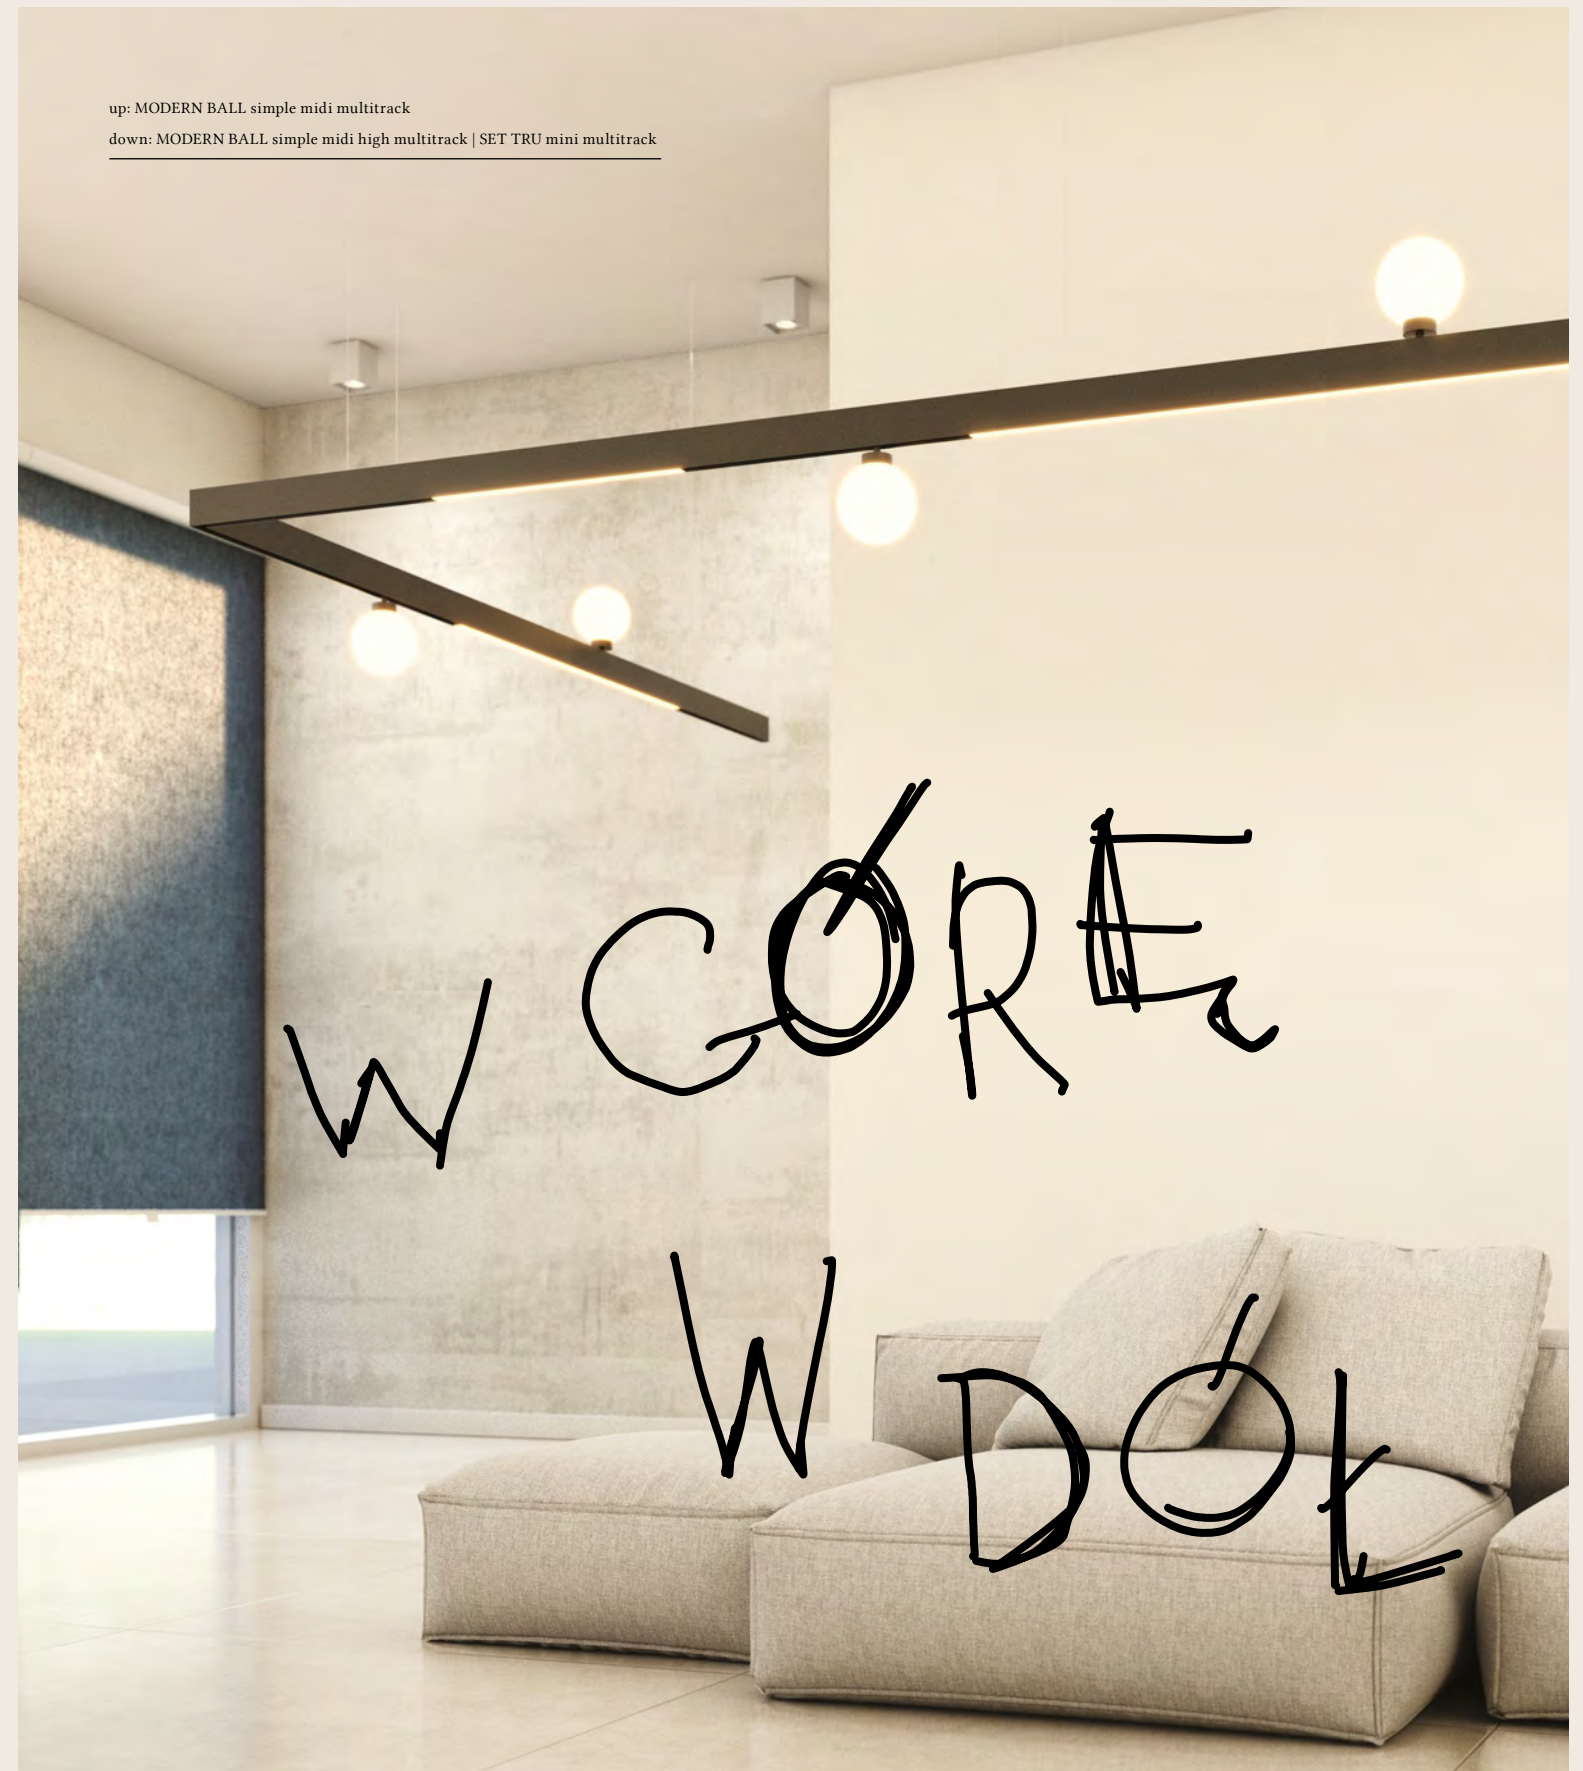 up: MODERN BALL simple midi multitrack
down: MODERN BALL simple midi high multitrack | SET TRU mini multitrack
W GÓRĘ
W DÓŁ